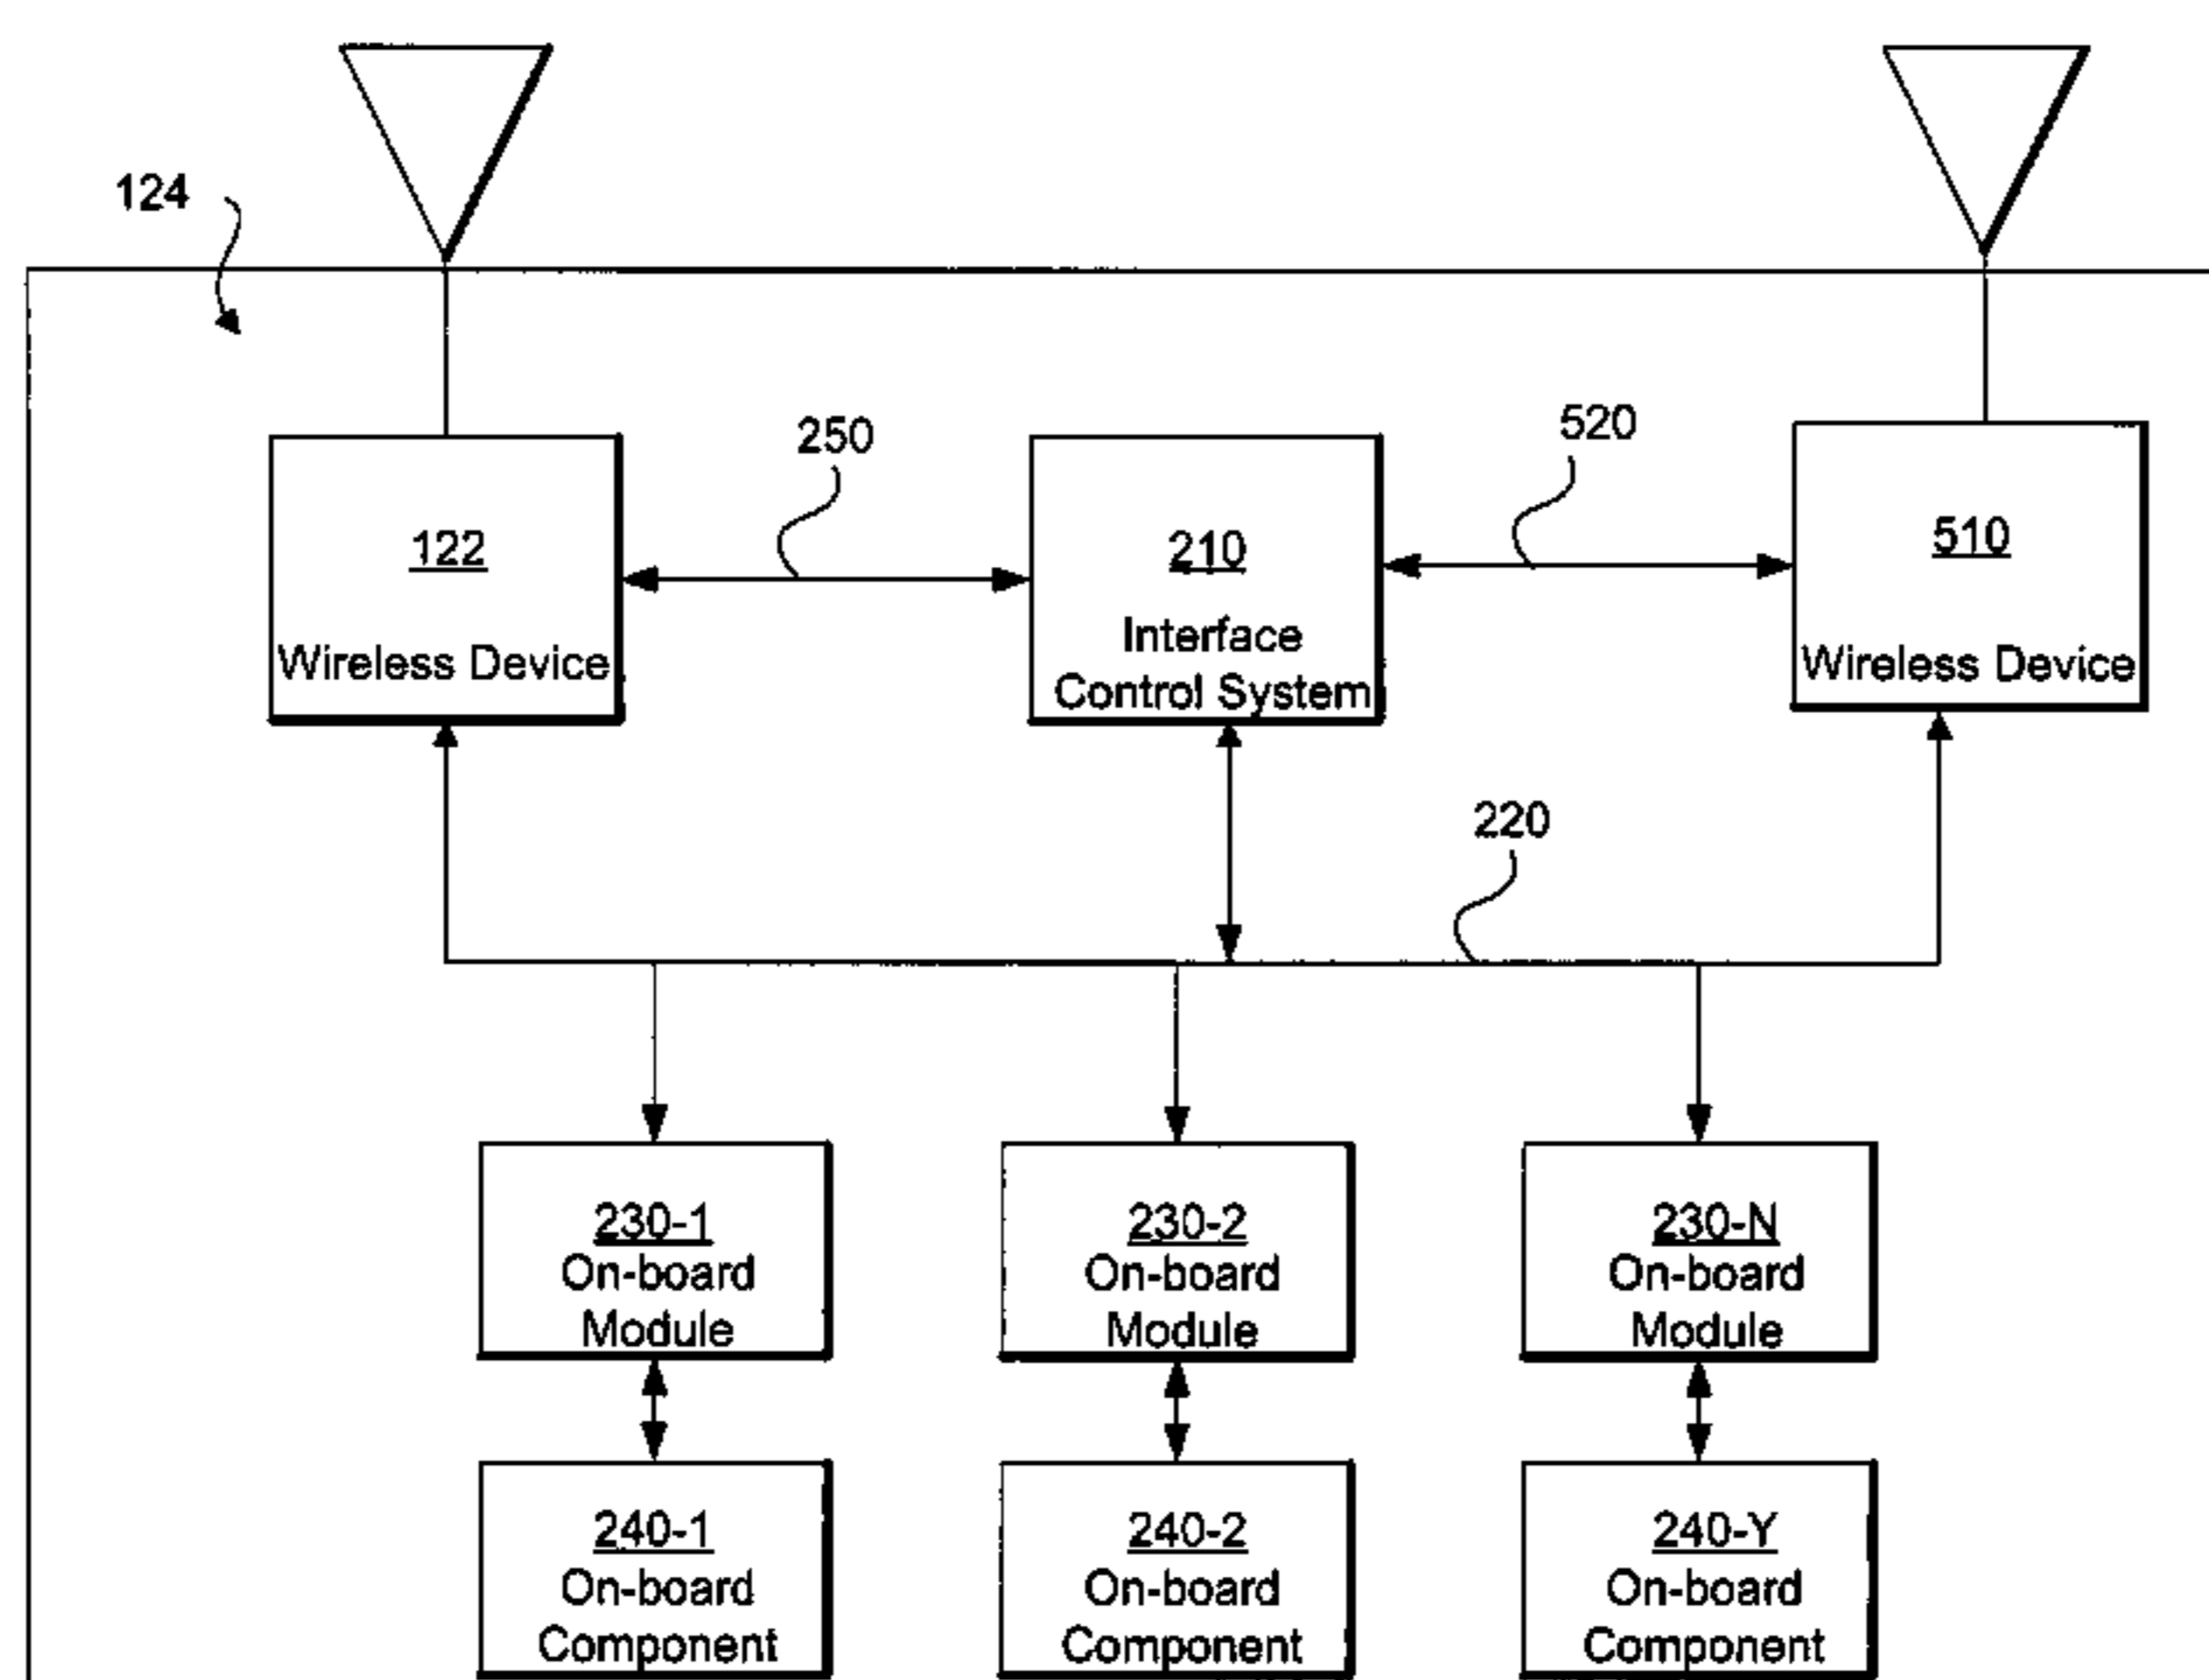 124
250
520
122
Wireless Device
210
Interface
Control System
510
Wireless Device
220
230-1
On-board
Module
230-2
On-board
Module
230-N
On-board
Module
240-1
On-board
Component
240-2
On-board
Component
240-Y
On-board
Component